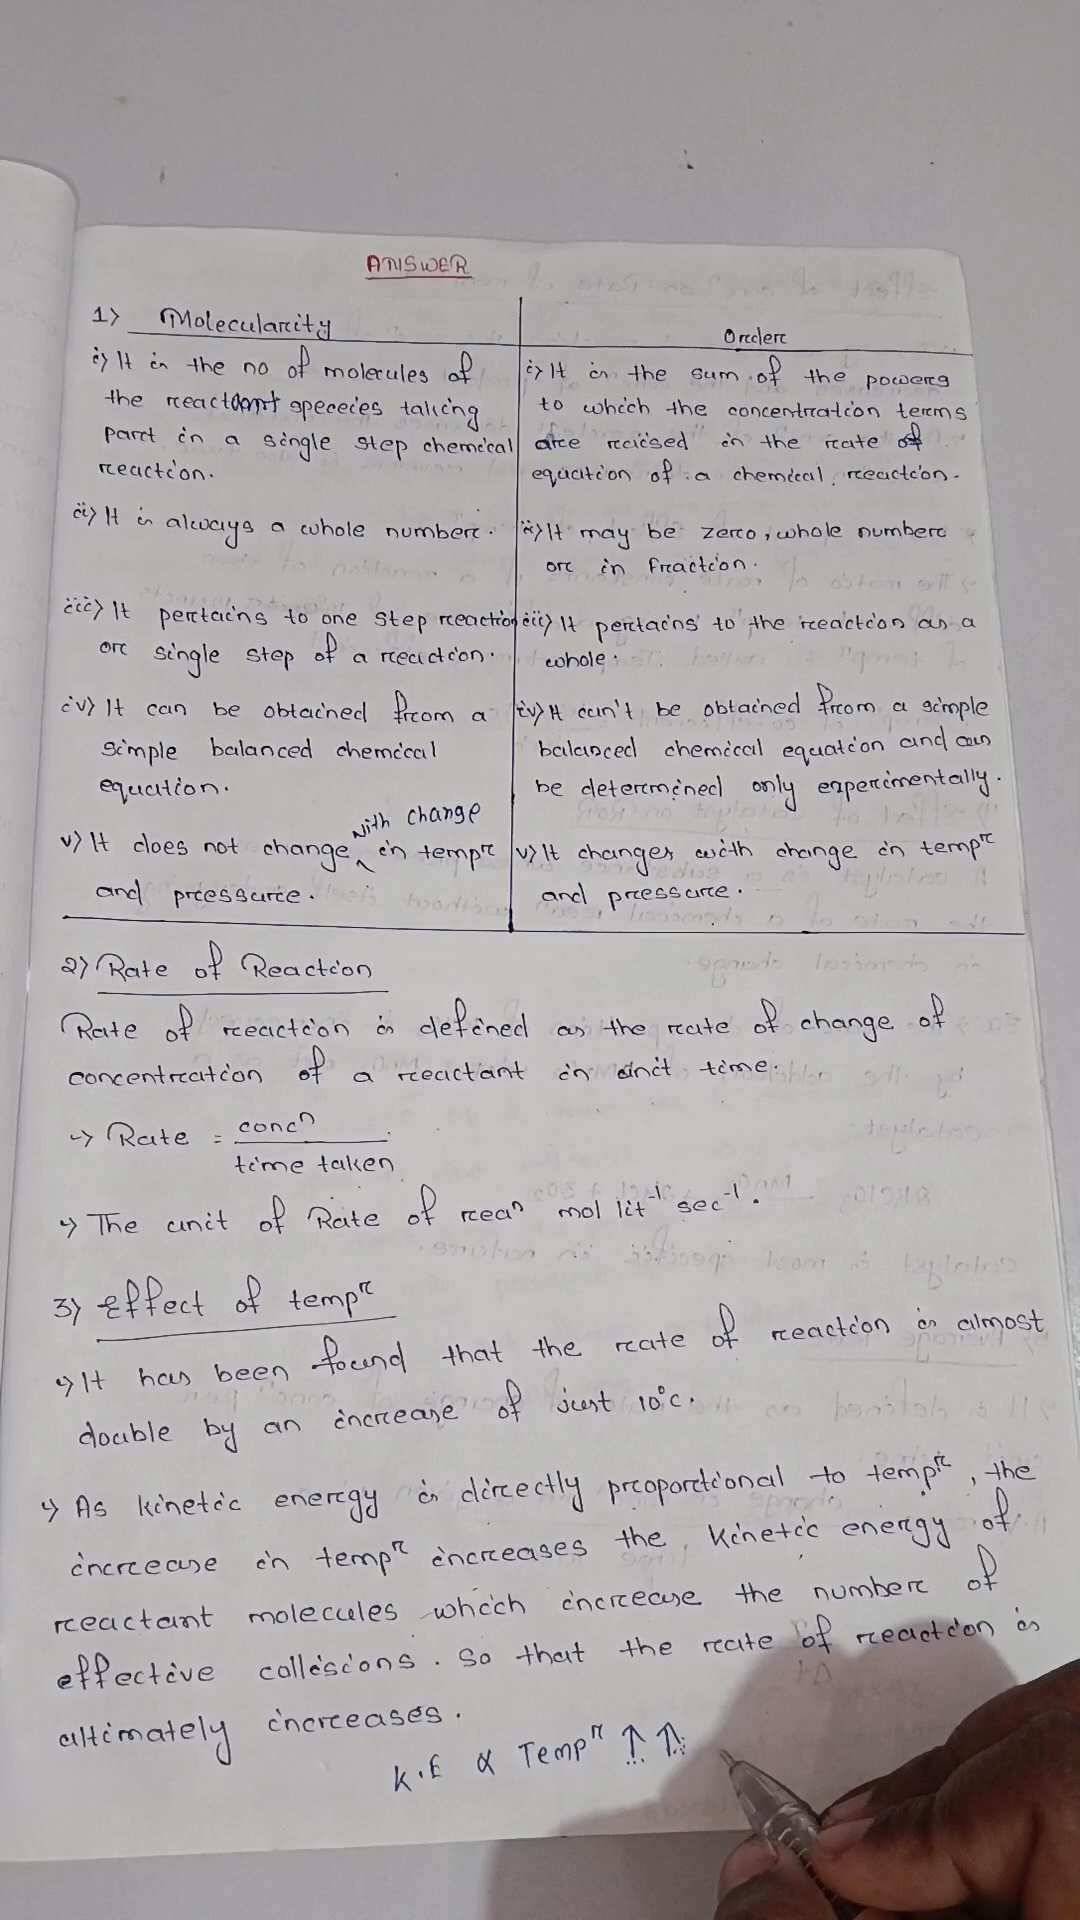 ANSWER
1) Molecularity
Order
i) It is the no of molecules of
the reactant species taking
part in a single step chemical
reaction.
i) It is the sum of the powers
to which the concentration terms
are raised in the rate of
equation of a chemical reaction.
ii) It is always a whole number.
ii) It may be zero, whole number
or in fraction.
iii) It pertains to one step reaction
or single step of a reaction.
iii) It pertains to the reaction as a
whole.
iv) It can be obtained from a
simple balanced chemical
equation.
iv) It can't be obtained from a simple
balanced chemical equation and can
be determined only experimentally.
with change
v) It does not change in tempr
and pressure.
v) It changes with change in tempr
and pressure.
2) Rate of Reaction
Rate of reaction is defined as the rate of change of
concentration of a reactant in unit time.
→ Rate = concn / time taken
→ The unit of Rate of rean mol lit⁻¹ sec⁻¹.
3) Effect of tempr
→ It has been found that the rate of reaction is almost
double by an increase of just 10°c.
→ As kinetic energy is directly proportional to tempr, the
increase in tempr increases the kinetic energy of
reactant molecules which increase the number of
effective collisions. So that the rate of reaction is
ultimately increases.
K.E ∝ Tempr ↑ ↑